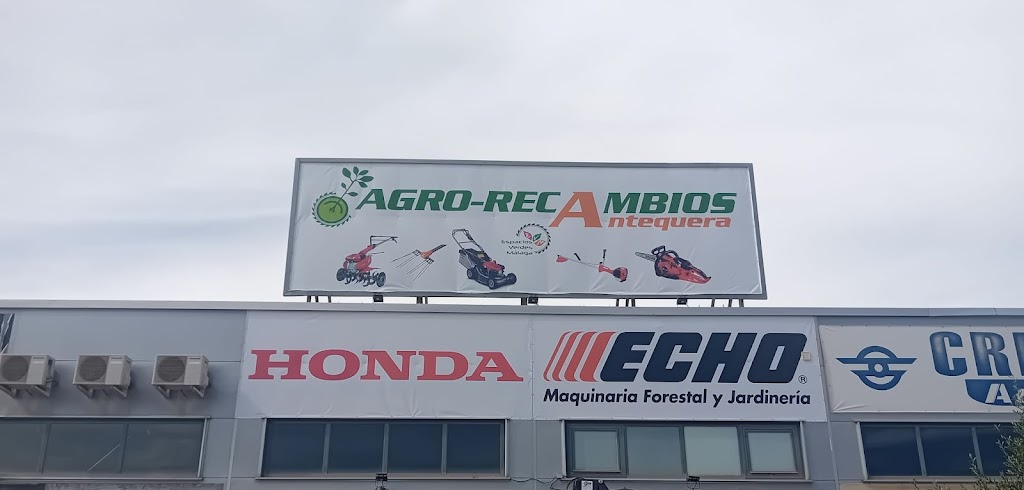 AGRO-RECAMBIOS
Antequera
Espacios
Verdes
Málaga
HONDA
ECHO®
Maquinaria Forestal y Jardinería